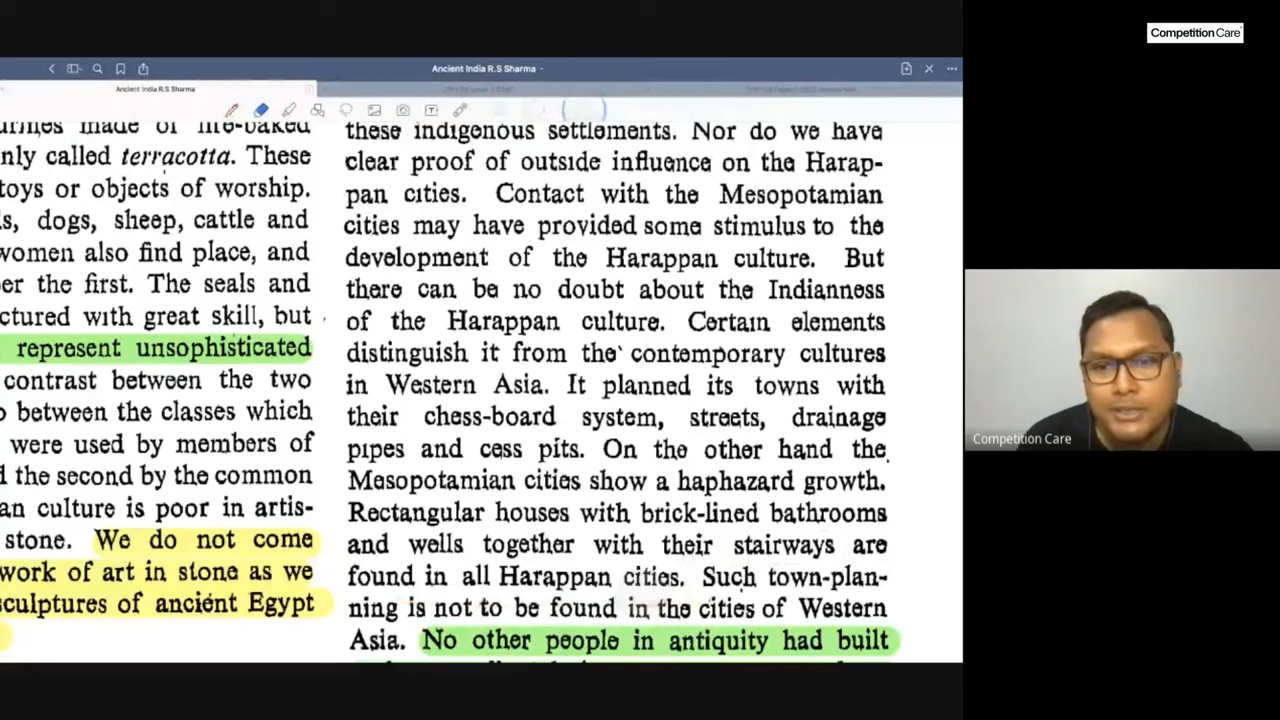 CompetitionCare
Ancient India R.S Sharma
Ancient India R.S Sharma
made of
nly called terracotta. These
toys or objects of worship.
s, dogs, sheep, cattle and
women also find place, and
er the first. The seals and
ctured with great skill, but
represent unsophisticated
contrast between the two
between the classes which
were used by members of
the second by the common
an culture is poor in artis-
stone. We do not come
work of art in stone as we
sculptures of ancient Egypt
these indigenous settlements. Nor do we have
clear proof of outside influence on the Harap-
pan cities. Contact with the Mesopotamian
cities may have provided some stimulus to the
development of the Harappan culture. But
there can be no doubt about the Indianness
of the Harappan culture. Certain elements
distinguish it from the contemporary cultures
in Western Asia. It planned its towns with
their chess-board system, streets, drainage
pipes and cess pits. On the other hand the
Mesopotamian cities show a haphazard growth.
Rectangular houses with brick-lined bathrooms
and wells together with their stairways are
found in all Harappan cities. Such town-plan-
ning is not to be found in the cities of Western
Asia. No other people in antiquity had built
Competition Care